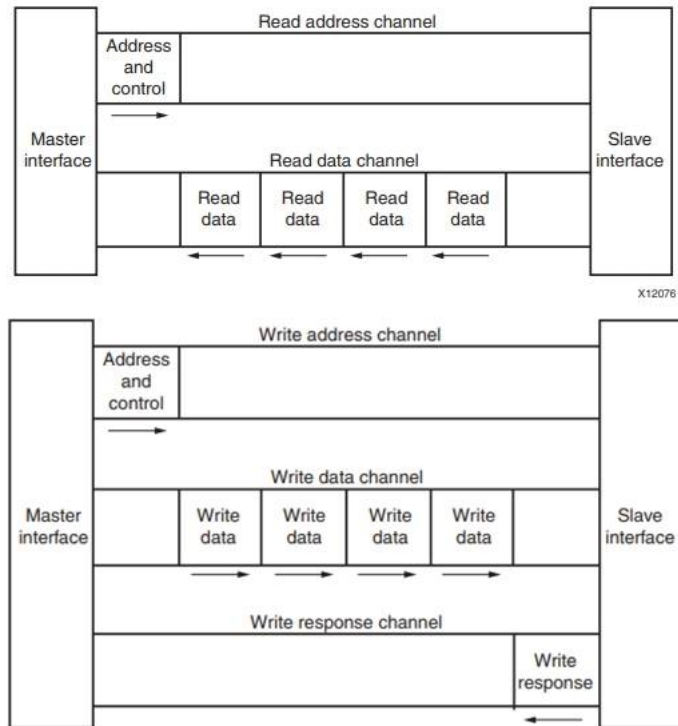 Read address channel
Address
and
control
Master
interface
Slave
interface
Read data channel
Read
data
Read
data
Read
data
Read
data
X12076
Write address channel
Address
and
control
Write data channel
Master
interface
Write
data
Write
data
Write
data
Write
data
Slave
interface
Write response channel
Write
response